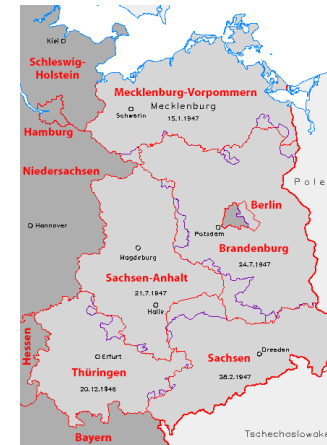 Kiel
Schleswig-
Holstein
Mecklenburg-Vorpommern
Mecklenburg
Schwerin
15.1.1947
Hamburg
Niedersachsen
Pole
Berlin
Hannover
Potsdam
Brandenburg
24.7.1947
Magdeburg
Sachsen-Anhalt
21.7.1947
Halle
Hessen
Erfurt
Thüringen
20.12.1946
Dresden
Sachsen
28.2.1947
Bayern
Tschechoslowake